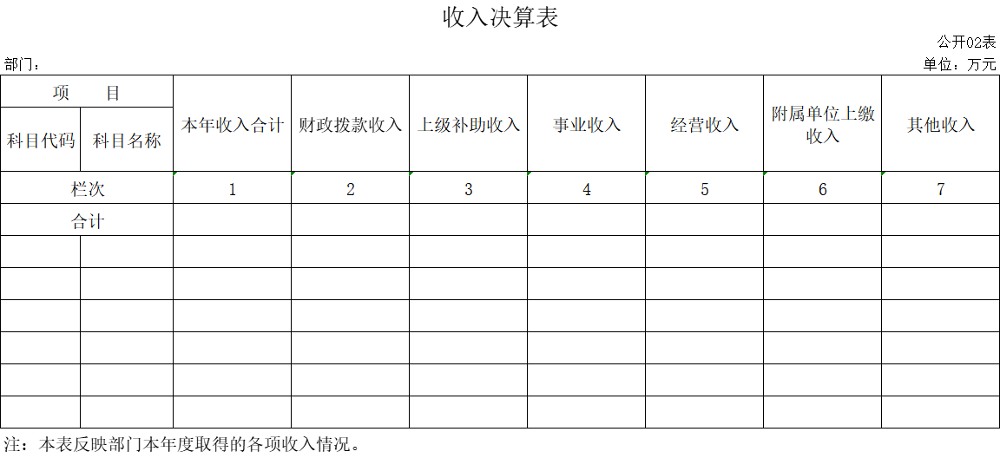 收入决算表
公开02表
部门：
单位：万元
项 目
本年收入合计
财政拨款收入
上级补助收入
事业收入
经营收入
附属单位上缴
收入
其他收入
科目代码
科目名称
栏次
1
2
3
4
5
6
7
合计
注：本表反映部门本年度取得的各项收入情况。